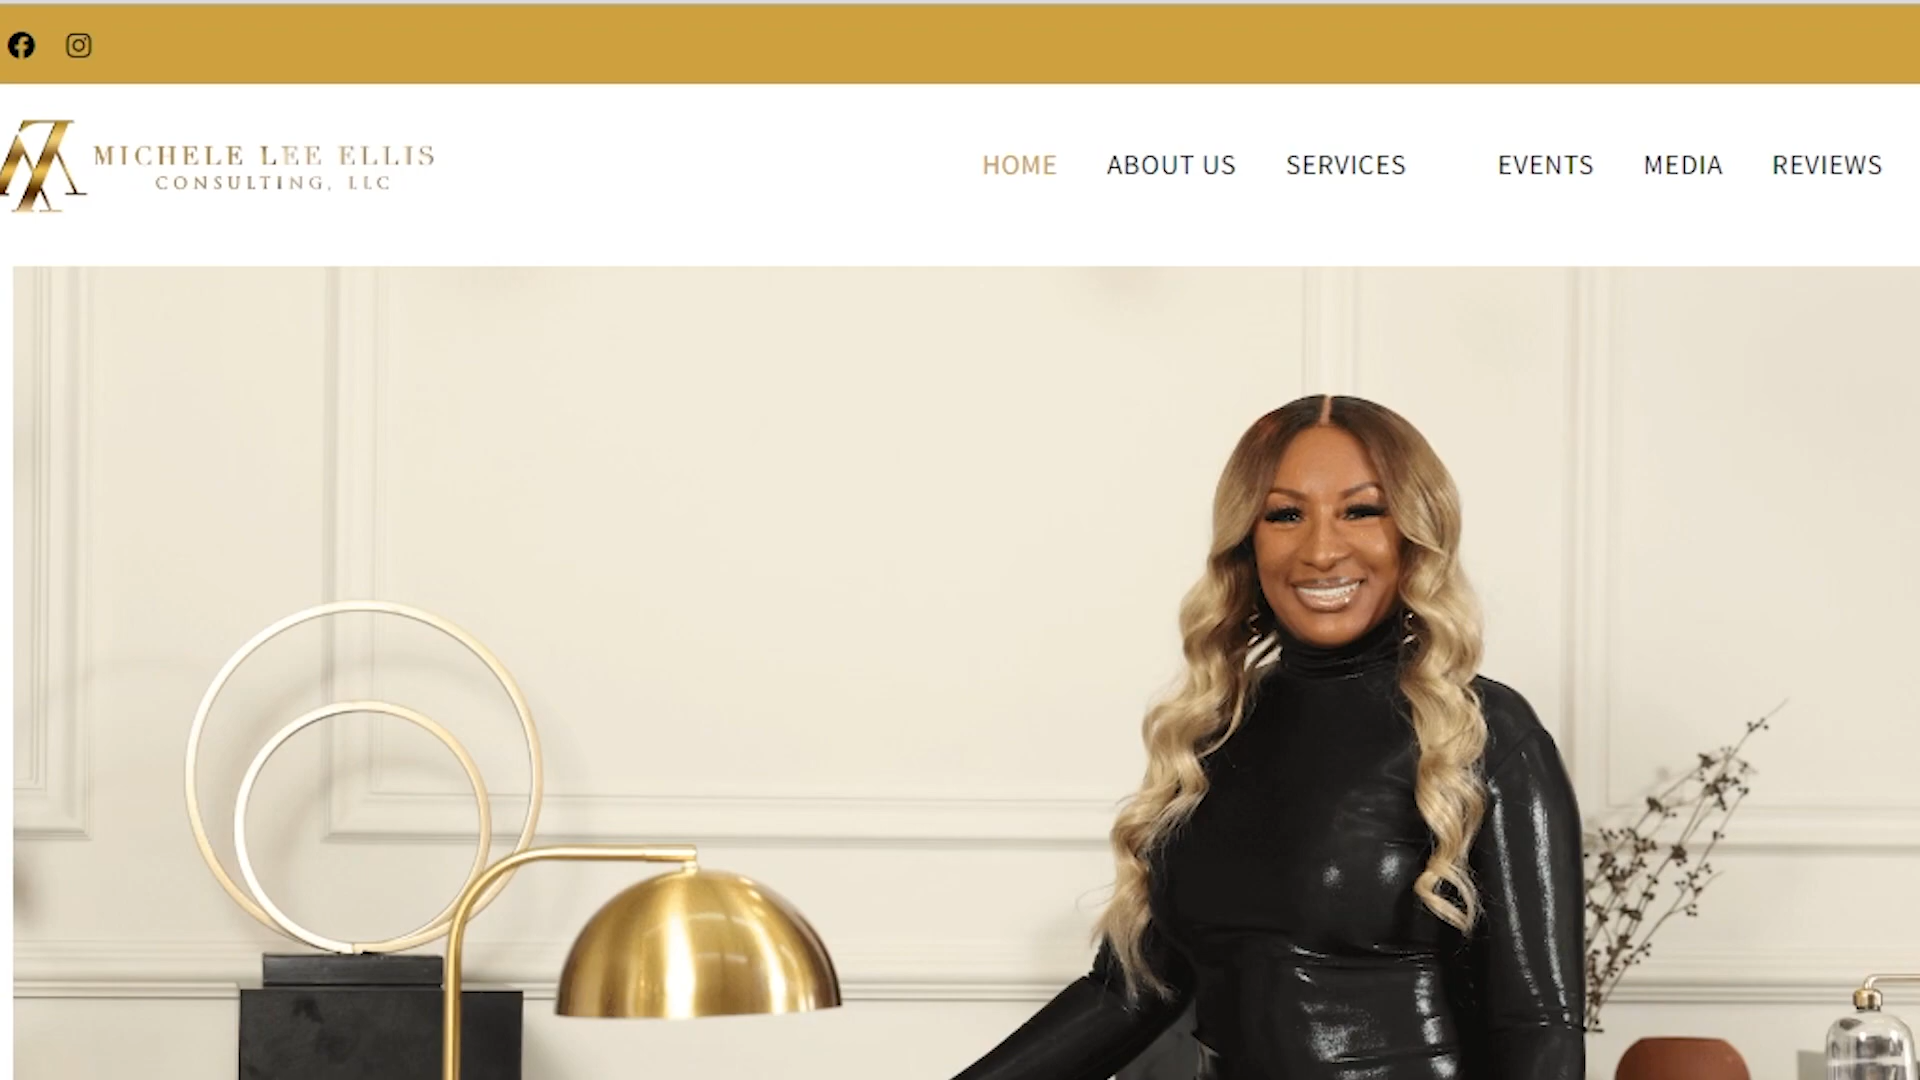 MICHELE LEE ELLIS
CONSULTING, LLC
HOME ABOUT US SERVICES EVENTS MEDIA REVIEWS